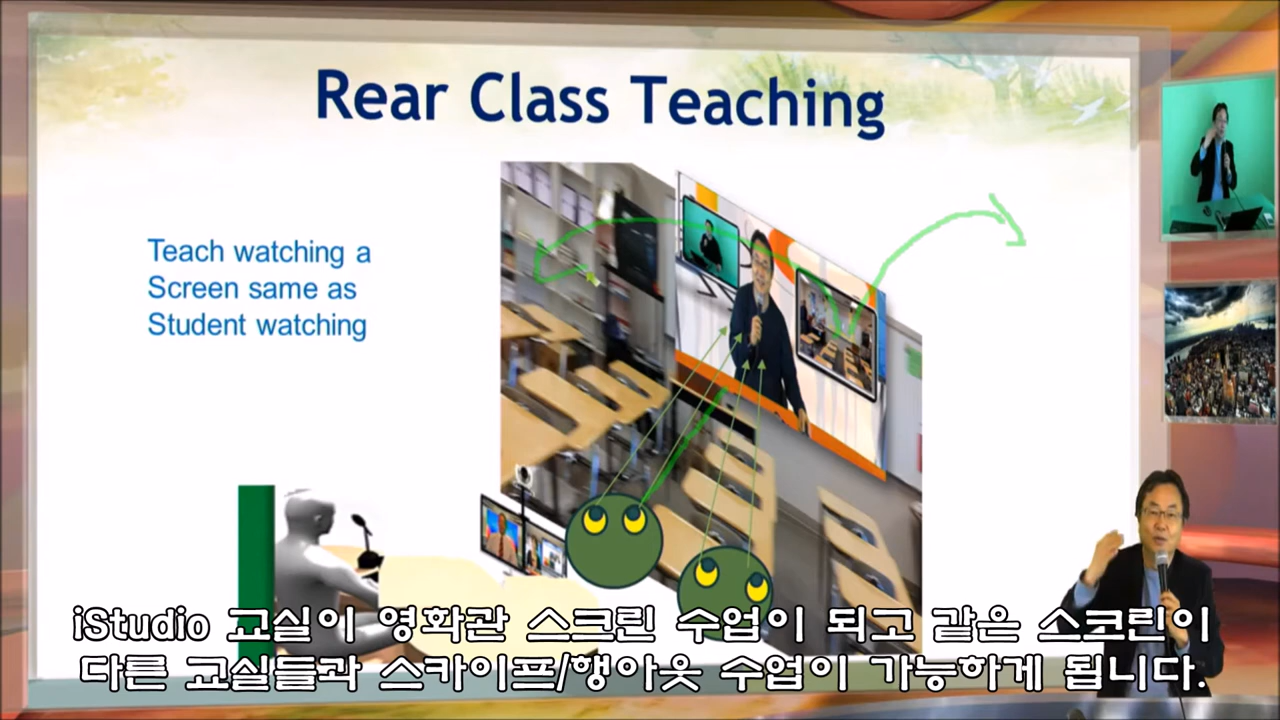 Rear Class Teaching
Teach watching a
Screen same as
Student watching
iStudio 교실이 영화관 스크린 수업이 되고 같은 스크린이
다른 교실들과 스카이프/행아웃 수업이 가능하게 됩니다.